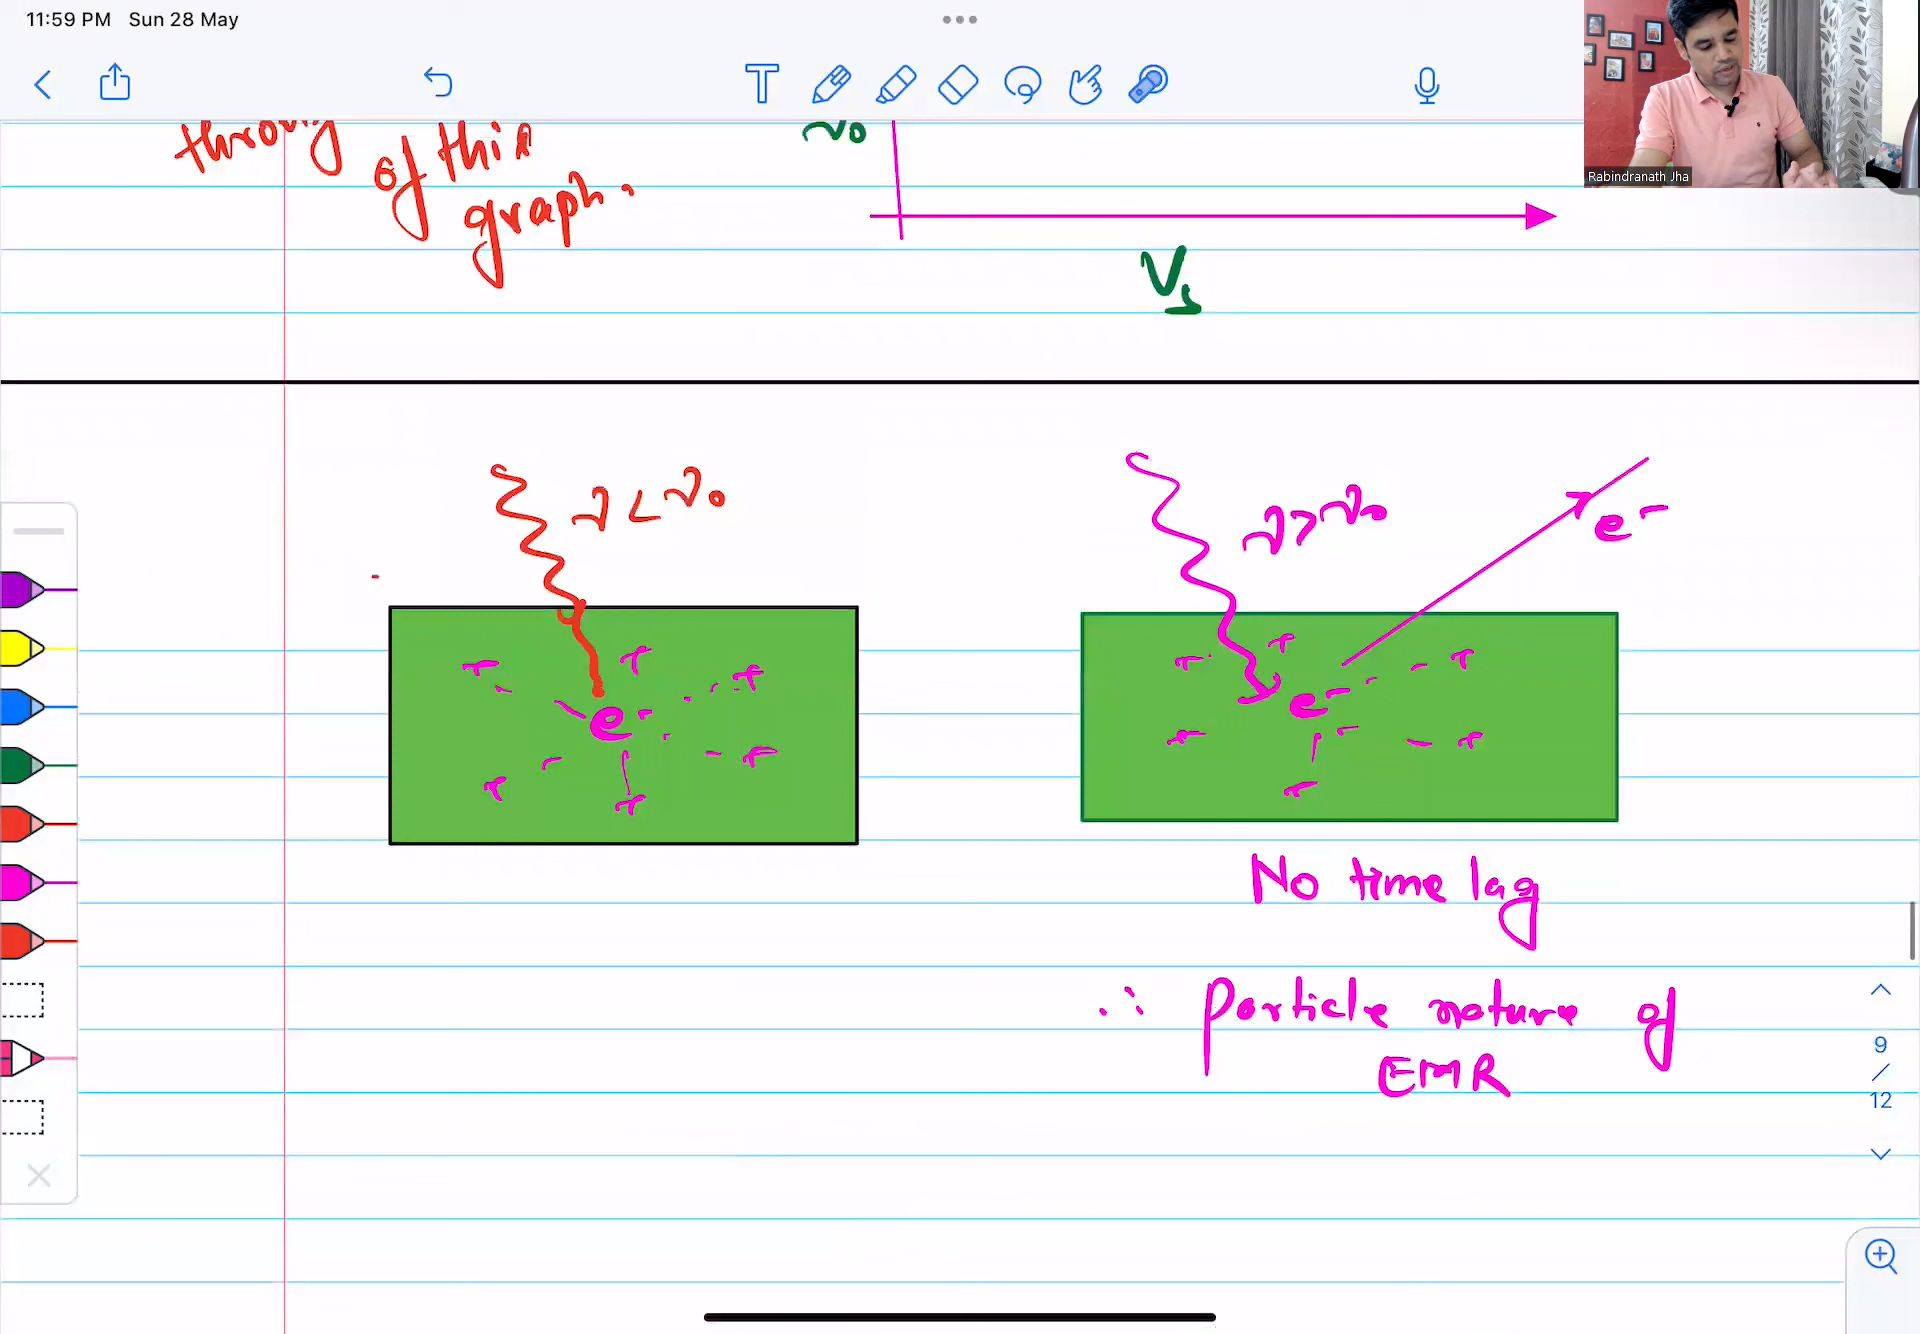 11:59 PM Sun 28 May
Rabindranath Jha
of this
graph.
ν₀
Vs
ν < ν₀
e⁻
ν > ν₀
e⁻
e⁻
No time lag
∴ Particle nature of
EMR
9
/
12